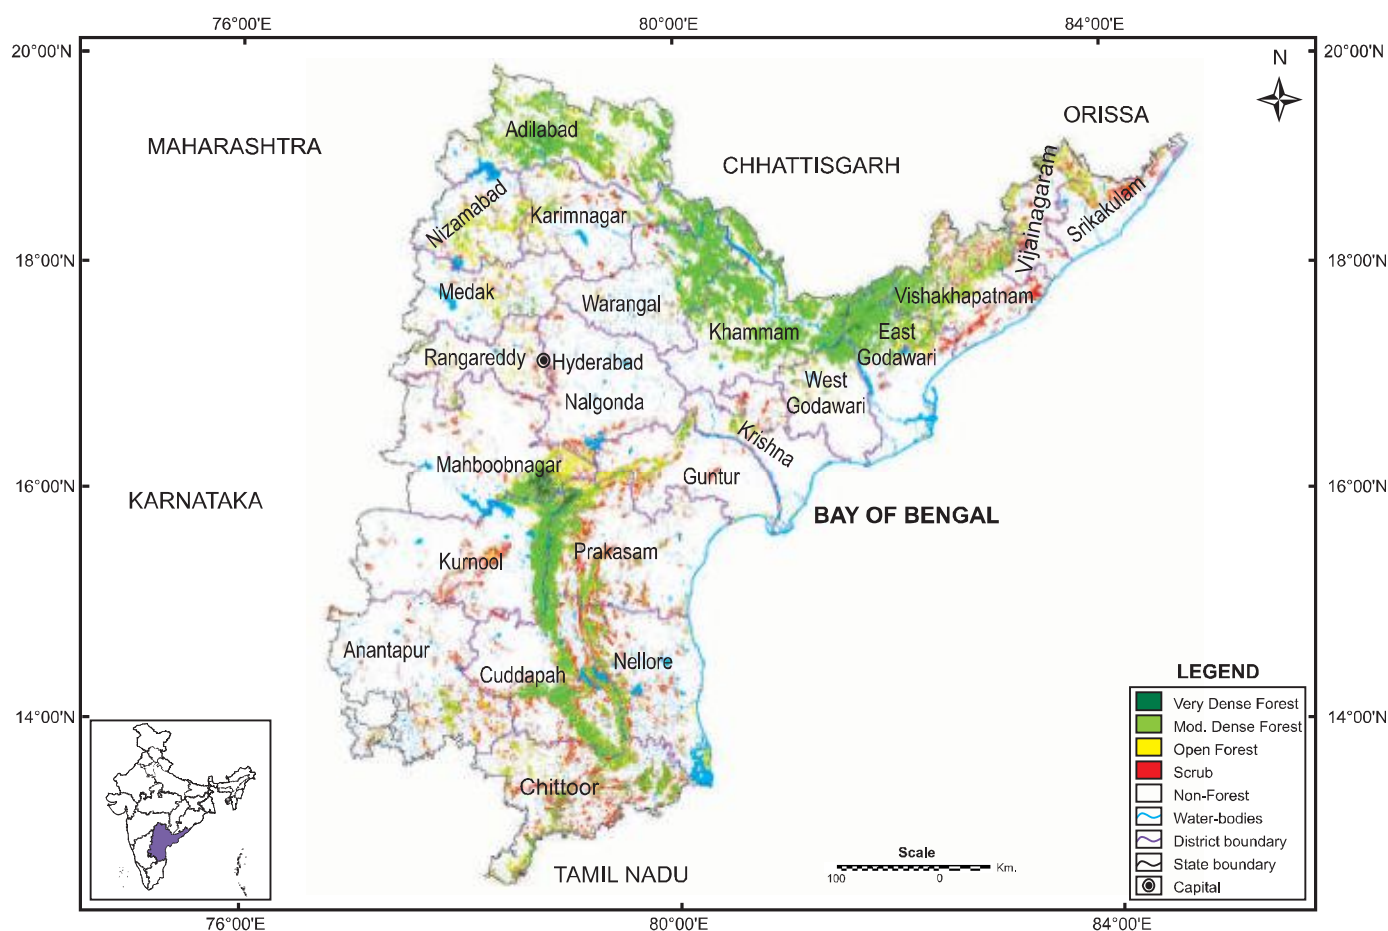 76°00'E
80°00'E
84°00'E
20°00'N
20°00'N
N
ORISSA
MAHARASHTRA
CHHATTISGARH
Adilabad
Nizamabad
Karimnagar
Vijainagaram
Srikakulam
18°00'N
18°00'N
Medak
Warangal
Vishakhapatnam
Khammam
East
Godawari
Rangareddy
Hyderabad
West
Godawari
Nalgonda
Krishna
Mahboobnagar
Guntur
16°00'N
16°00'N
KARNATAKA
BAY OF BENGAL
Kurnool
Prakasam
Anantapur
Cuddapah
Nellore
14°00'N
14°00'N
Chittoor
TAMIL NADU
LEGEND
Very Dense Forest
Mod. Dense Forest
Open Forest
Scrub
Non-Forest
Water-bodies
District boundary
State boundary
Capital
Scale
Km.
100
0
76°00'E
80°00'E
84°00'E